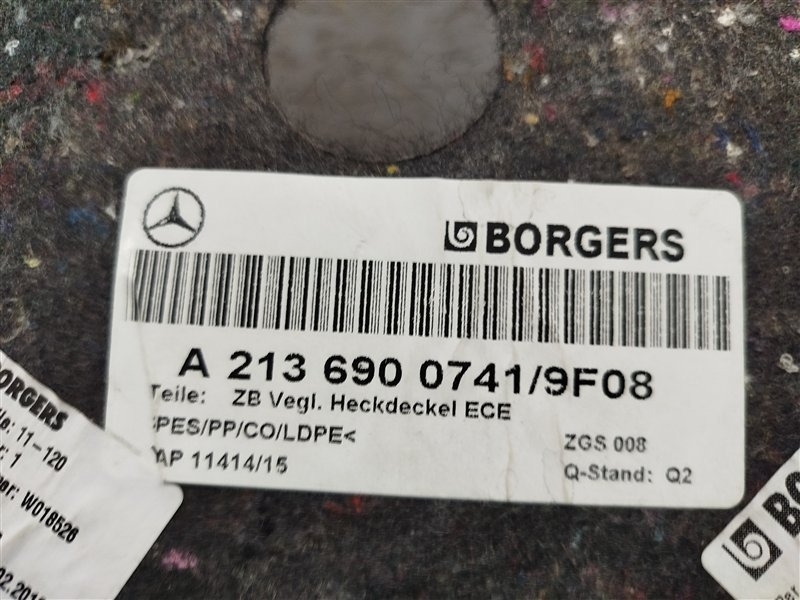 BORGERS
A 213 690 0741/9F08
Teile: ZB Vegl. Heckdeckel ECE
PES/PP/CO/LDPE<
ZGS 008
AP 11414/15
Q-Stand: Q2
BORGERS
11-120
1
W018526